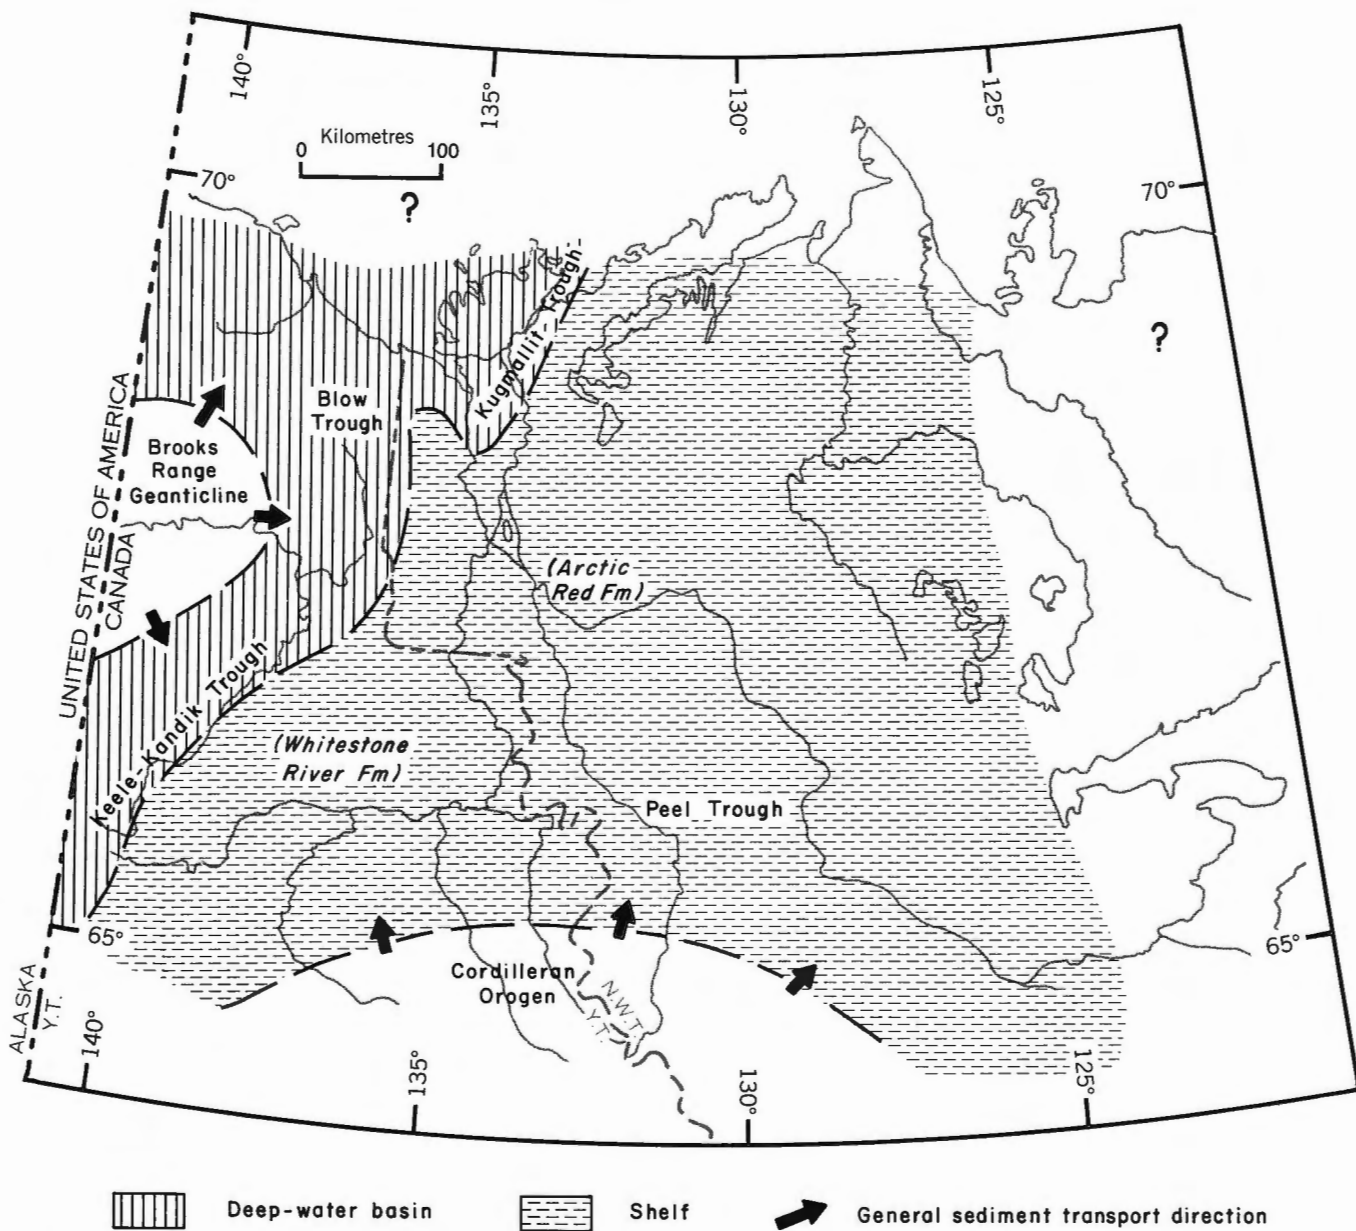 140°
135°
130°
125°
Kilometres
0 100
70°
?
70°
?
Kugmallit Trough
Blow
Trough
Brooks
Range
Geanticline
UNITED STATES OF AMERICA
CANADA
(Arctic
Red Fm)
Keele-Kandik Trough
(Whitestone
River Fm)
Peel Trough
65°
65°
Cordilleran
Orogen
N.W.T.
Y.T.
ALASKA
Y.T.
140°
135°
130°
125°
Deep-water basin
Shelf
General sediment transport direction